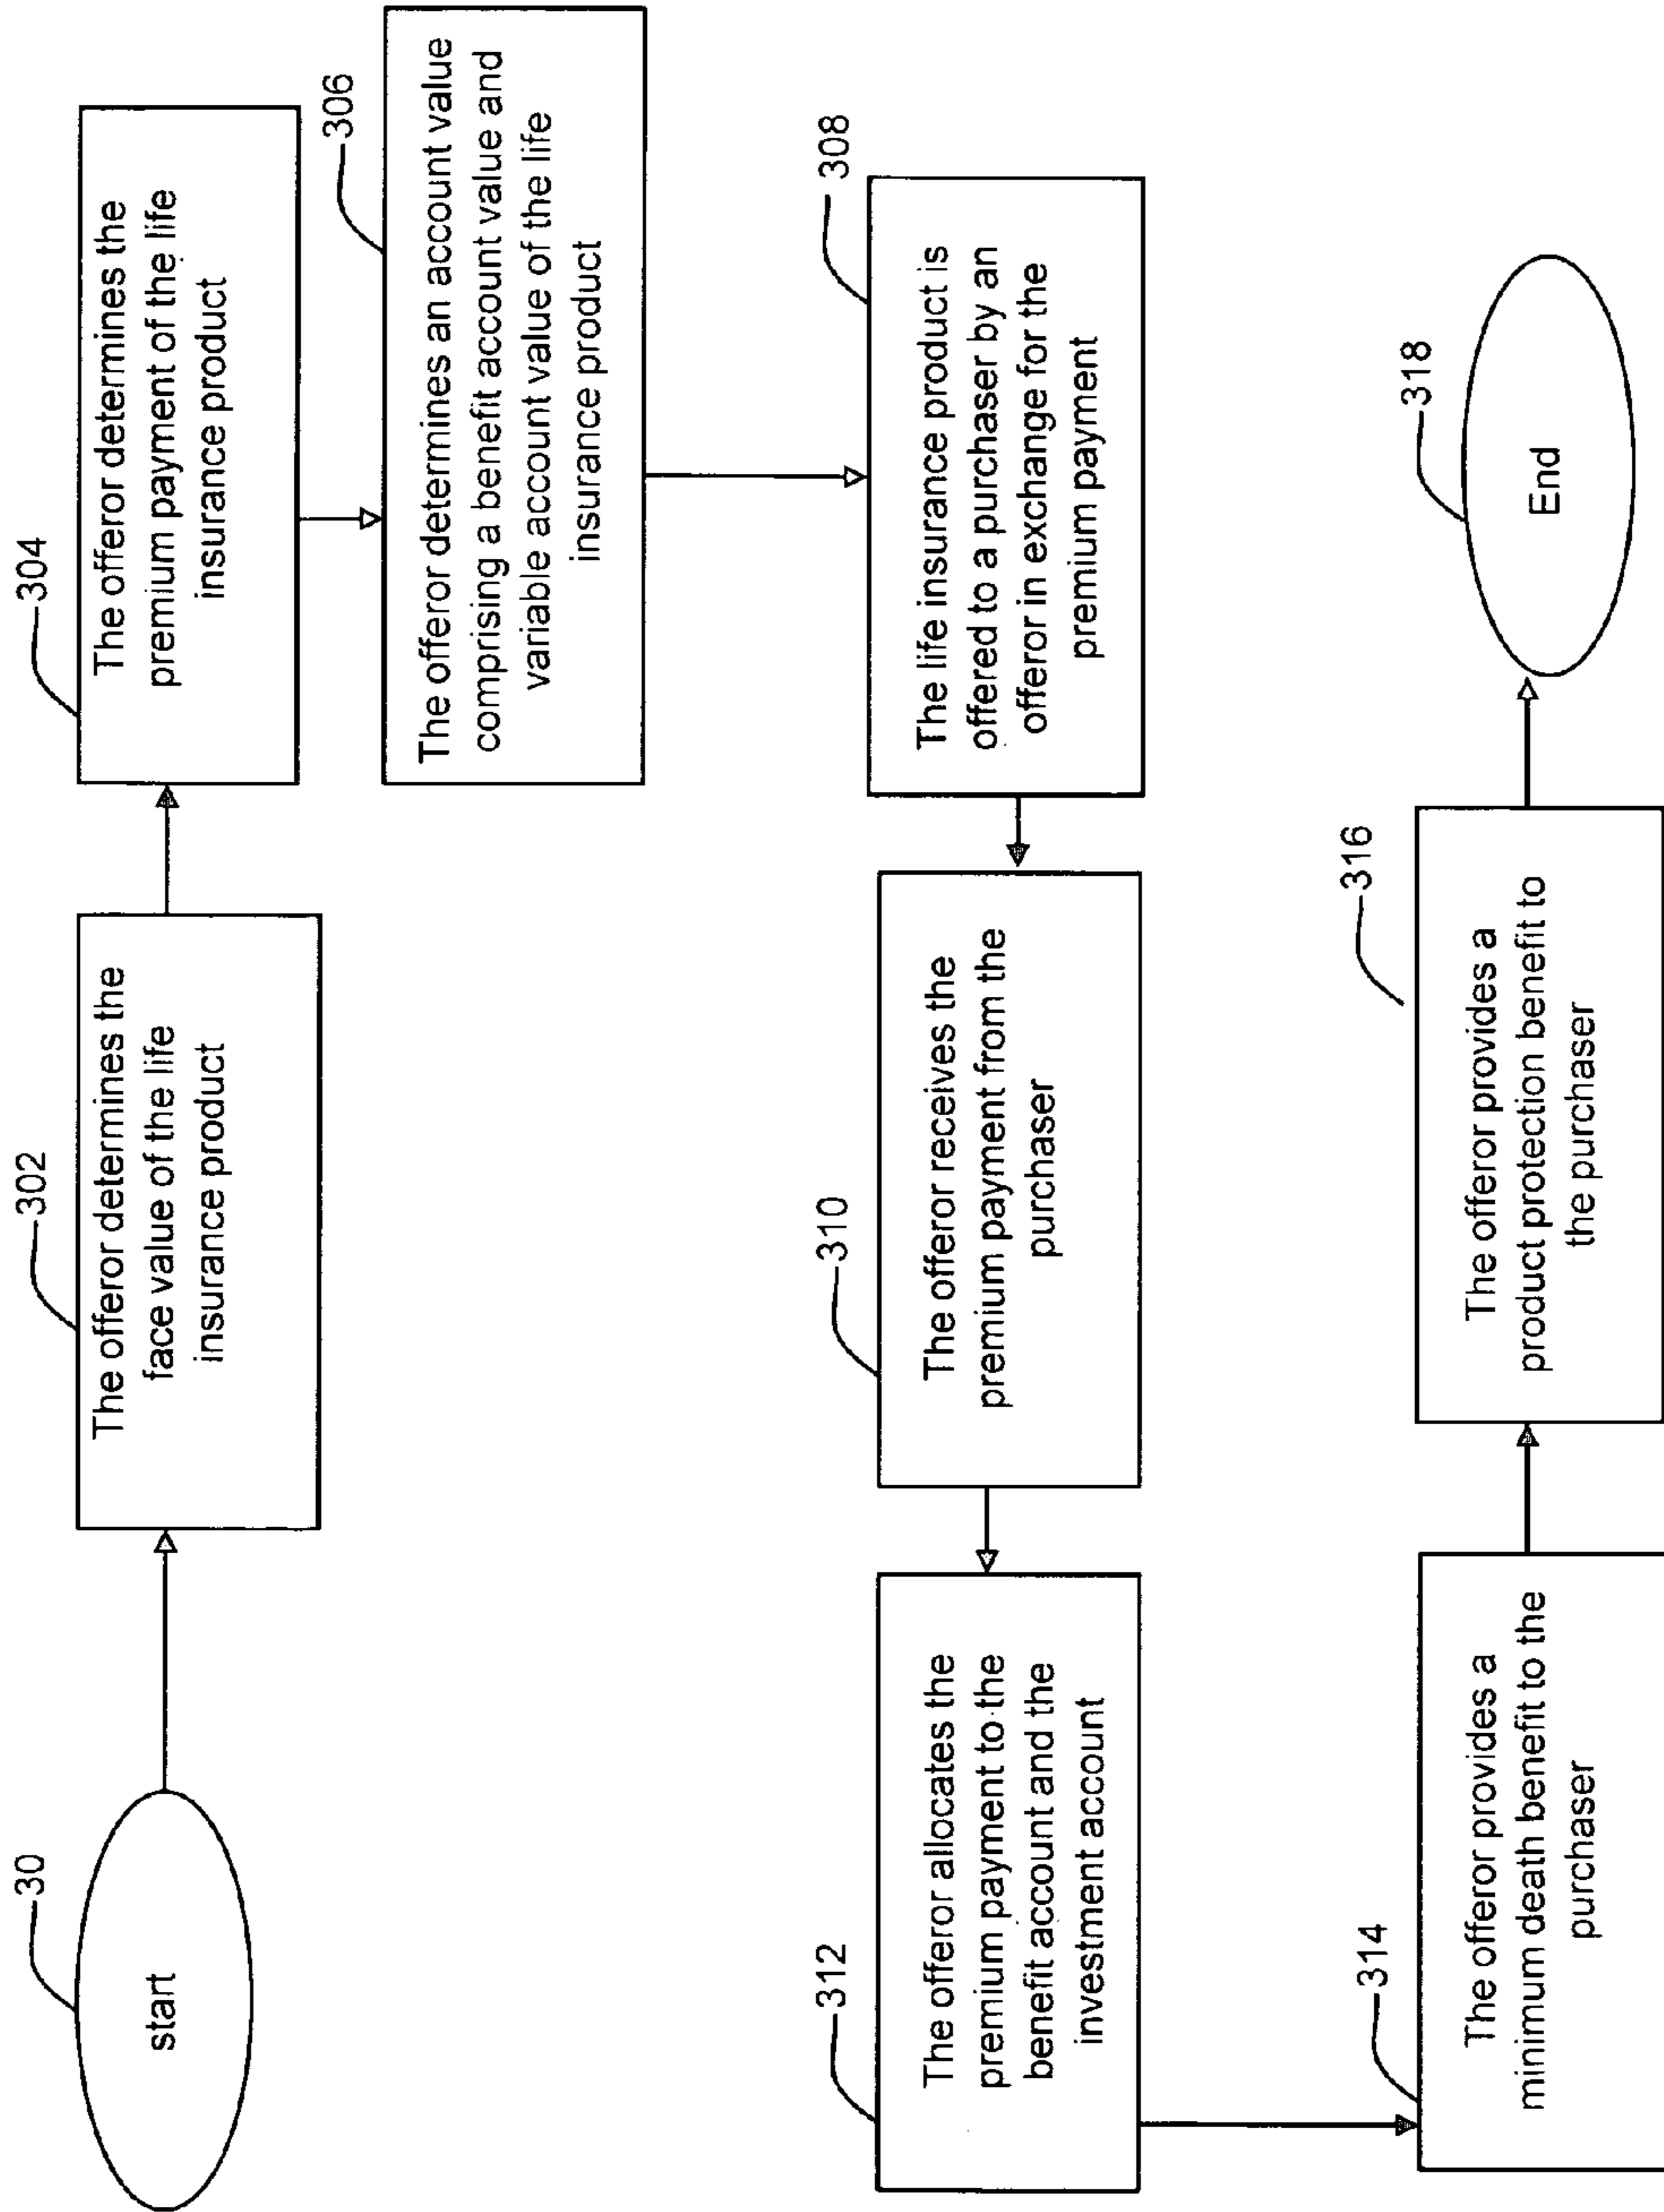 30
start
302
The offeror determines the
face value of the life
insurance product
304
The offeror determines the
premium payment of the life
insurance product
306
The offeror determines an account value
comprising a benefit account value and
variable account value of the life
insurance product
308
The life insurance product is
offered to a purchaser by an
offeror in exchange for the
premium payment
310
The offeror receives the
premium payment from the
purchaser
312
The offeror allocates the
premium payment to the
benefit account and the
investment account
314
The offeror provides a
minimum death benefit to the
purchaser
316
The offeror provides a
product protection benefit to
the purchaser
318
End